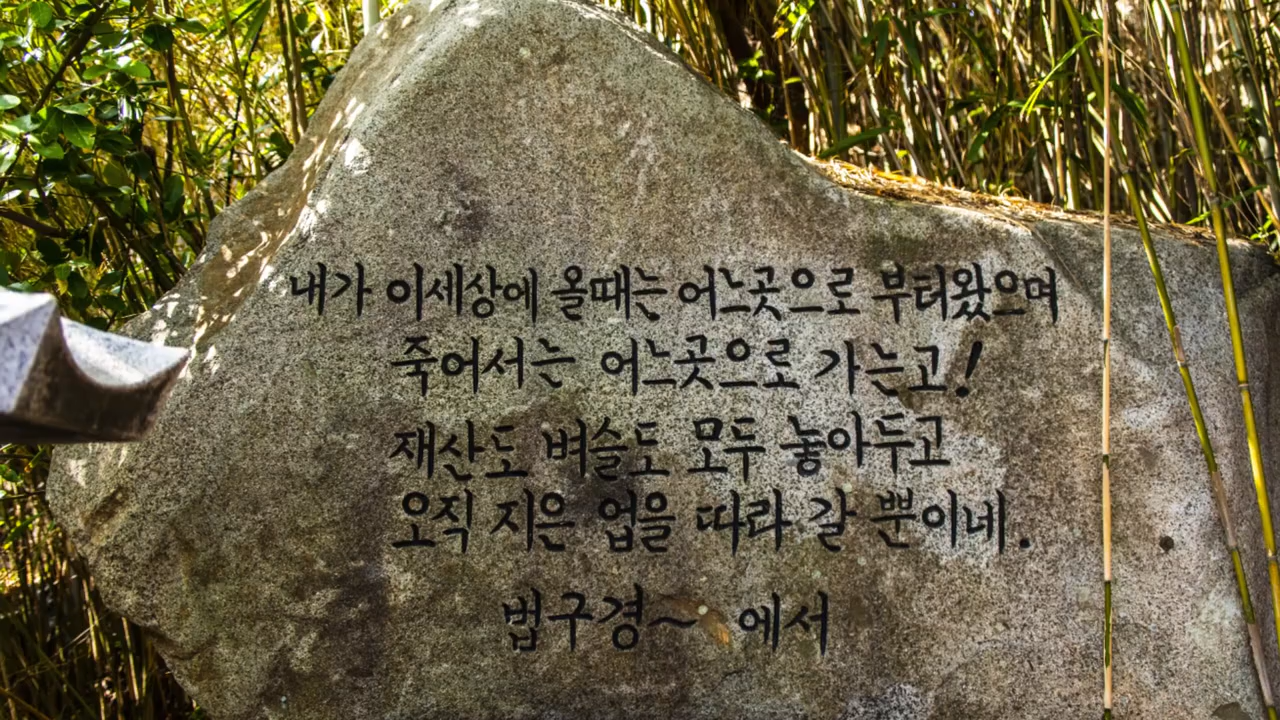 내가 이세상에 올때는 어느곳으로 부터왔으며
죽어서는 어느곳으로 가는고!
재산도 벼슬도 모두 놓아두고
오직 지은 업을 따라 갈 뿐이네.
법구경~ 에서